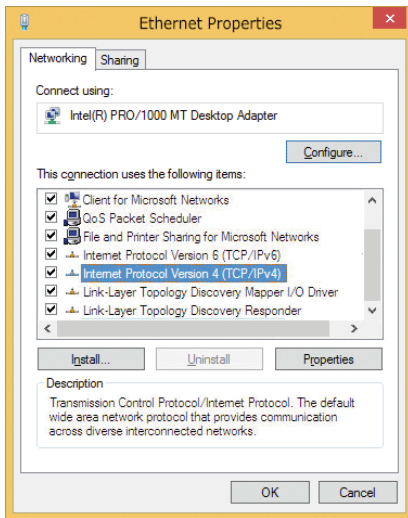 Ethernet Properties
Networking
Sharing
Connect using:
Intel(R) PRO/1000 MT Desktop Adapter
Configure...
This connection uses the following items:
Client for Microsoft Networks
QoS Packet Scheduler
File and Printer Sharing for Microsoft Networks
Internet Protocol Version 6 (TCP/IPv6)
Internet Protocol Version 4 (TCP/IPv4)
Link-Layer Topology Discovery Mapper I/O Driver
Link-Layer Topology Discovery Responder
Install...
Uninstall
Properties
Description
Transmission Control Protocol/Internet Protocol. The default
wide area network protocol that provides communication
across diverse interconnected networks.
OK
Cancel